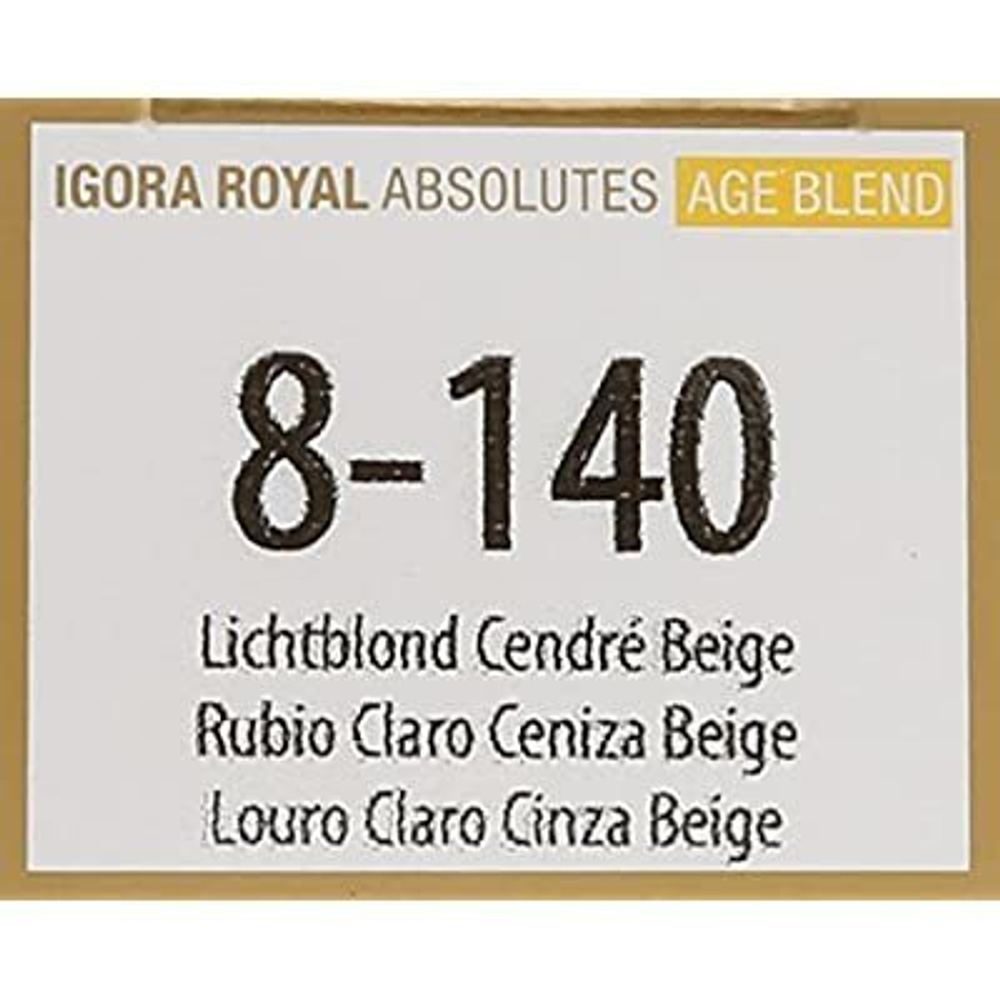 IGORA ROYAL ABSOLUTES AGE BLEND
8-140
Lichtblond Cendré Beige
Rubio Claro Ceniza Beige
Louro Claro Cinza Beige